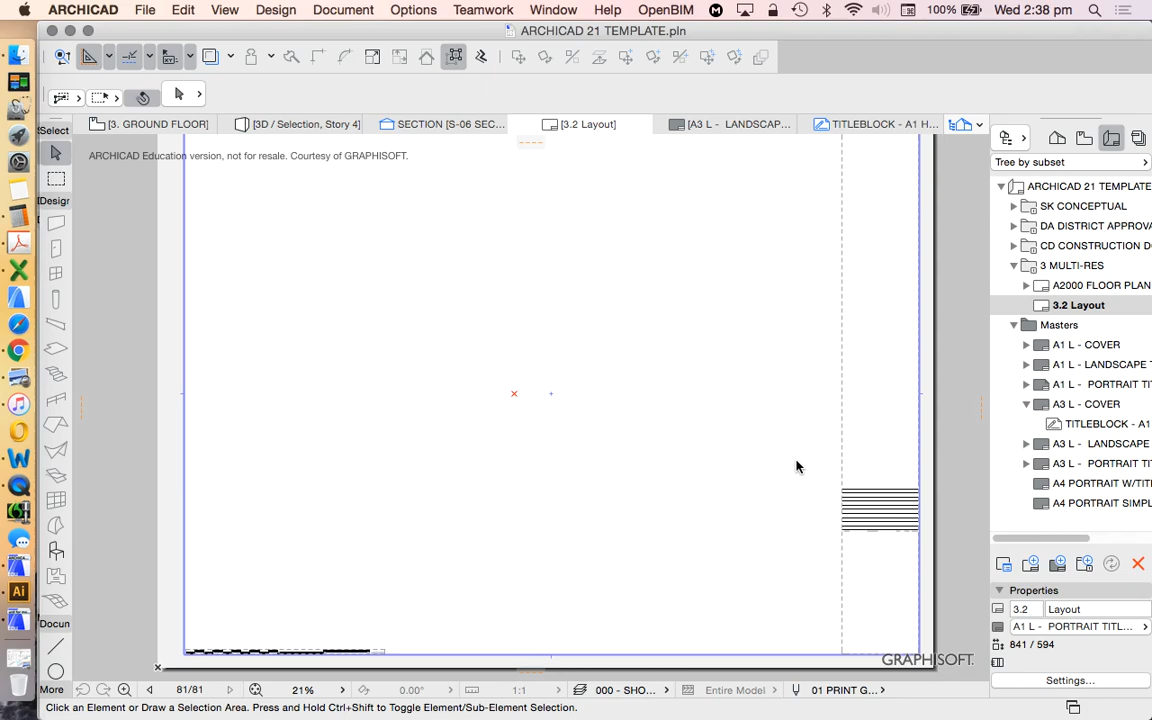 ARCHICAD File Edit View Design Document Options Teamwork Window Help OpenBIM 100% Wed 2:38 pm
ARCHICAD 21 TEMPLATE.pln
[3. GROUND FLOOR] [3D / Selection, Story 4] SECTION [S-06 SEC... [3.2 Layout] [A3 L - LANDSCAP... TITLEBLOCK - A1 H...
Select
ARCHICAD Education version, not for resale. Courtesy of GRAPHISOFT.
Tree by subset
ARCHICAD 21 TEMPLATE
Desigr
SK CONCEPTUAL
DA DISTRICT APPROVA
CD CONSTRUCTION D
3 MULTI-RES
A2000 FLOOR PLAN
3.2 Layout
Masters
A1 L - COVER
A1 L - LANDSCAPE T
A1 L - PORTRAIT TI
A3 L - COVER
TITLEBLOCK - A1
A3 L - LANDSCAPE
A3 L - PORTRAIT TI
A4 PORTRAIT W/TIT
A4 PORTRAIT SIMPL
Properties
3.2 Layout
Docun
A1 L - PORTRAIT TITL...
841 / 594
GRAPHISOFT.
Settings...
More 81/81 21% 0.00° 1:1 000 - SHO... Entire Model 01 PRINT G...
Click an Element or Draw a Selection Area. Press and Hold Ctrl+Shift to Toggle Element/Sub-Element Selection.